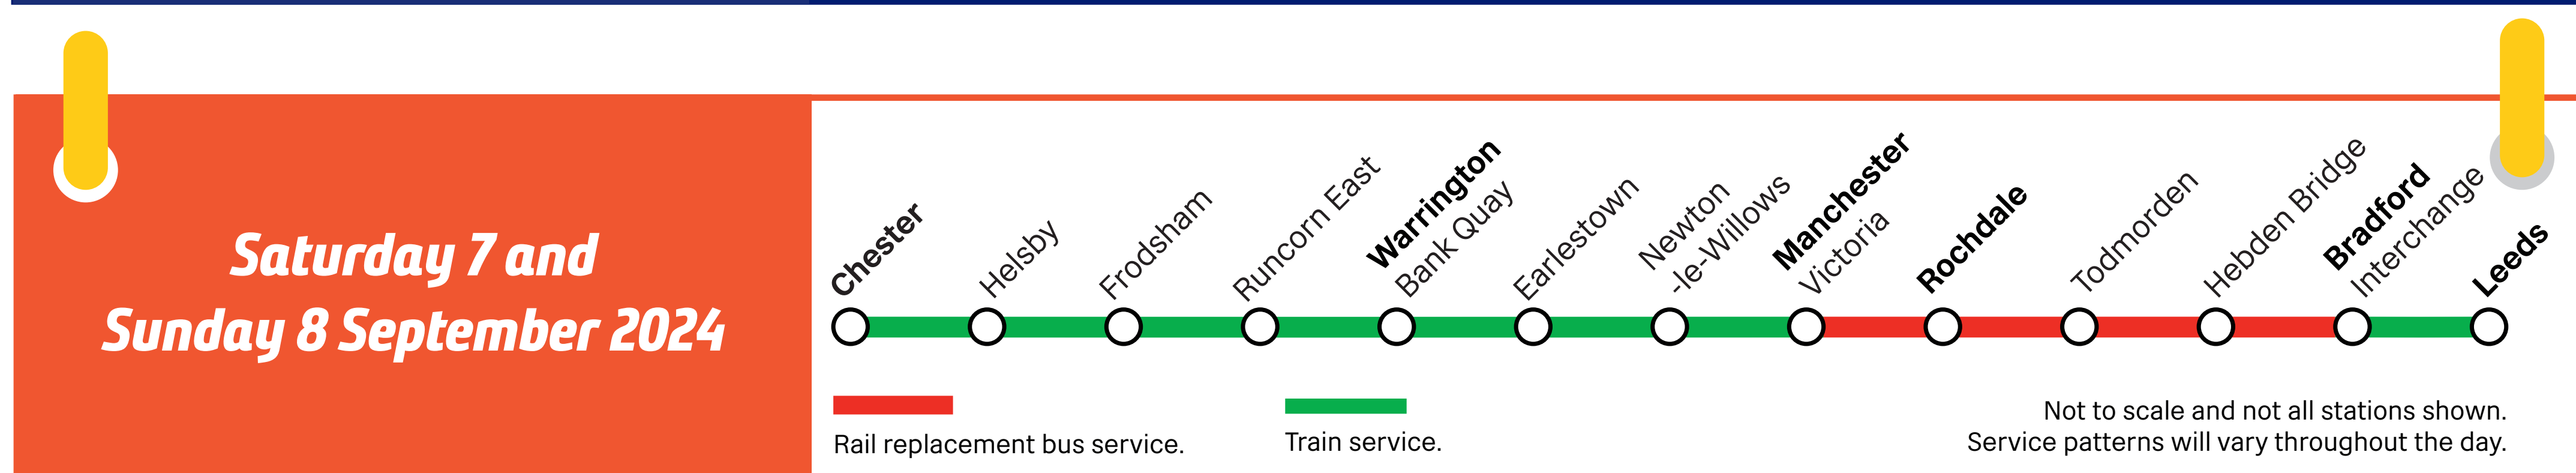 Saturday 7 and
Sunday 8 September 2024
Chester
Helsby
Frodsham
Runcorn East
Warrington
Bank Quay
Earlestown
Newton
-le-Willows
Manchester
Victoria
Rochdale
Todmorden
Hebden Bridge
Bradford
Interchange
Leeds
Rail replacement bus service.
Train service.
Not to scale and not all stations shown.
Service patterns will vary throughout the day.